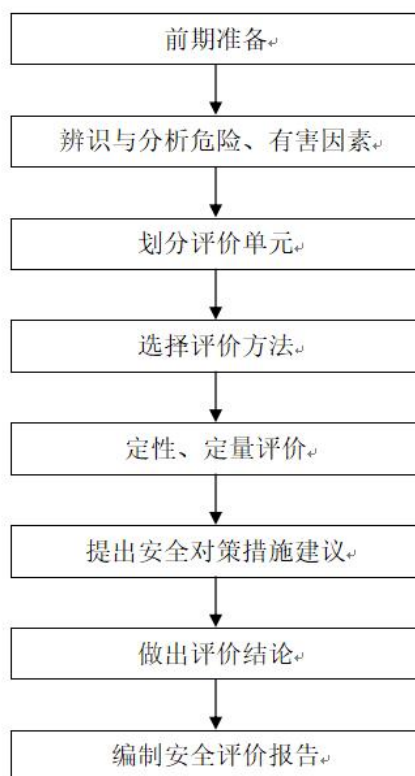 前期准备
辨识与分析危险、有害因素
划分评价单元
选择评价方法
定性、定量评价
提出安全对策措施建议
做出评价结论
编制安全评价报告